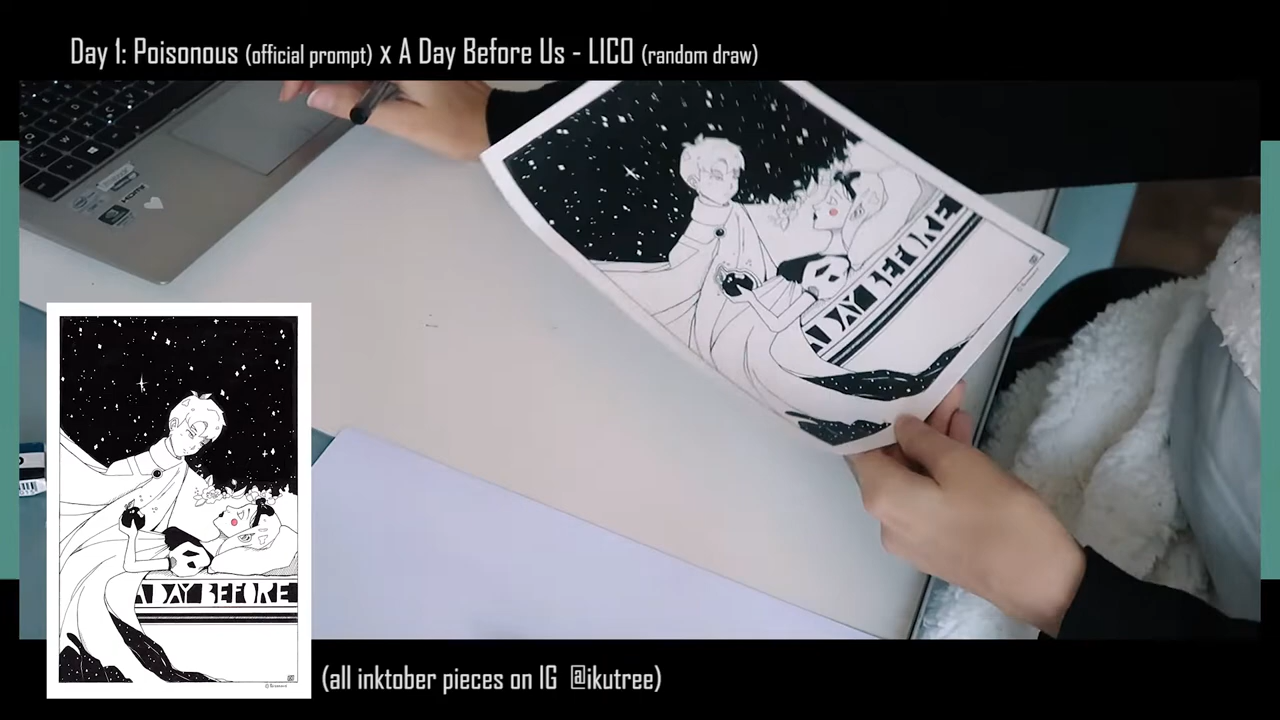 Day 1: Poisonous (official prompt) x A Day Before Us - LICO (random draw)
A DAY BEFORE
A DAY BEFORE
(all inktober pieces on IG @ikutree)